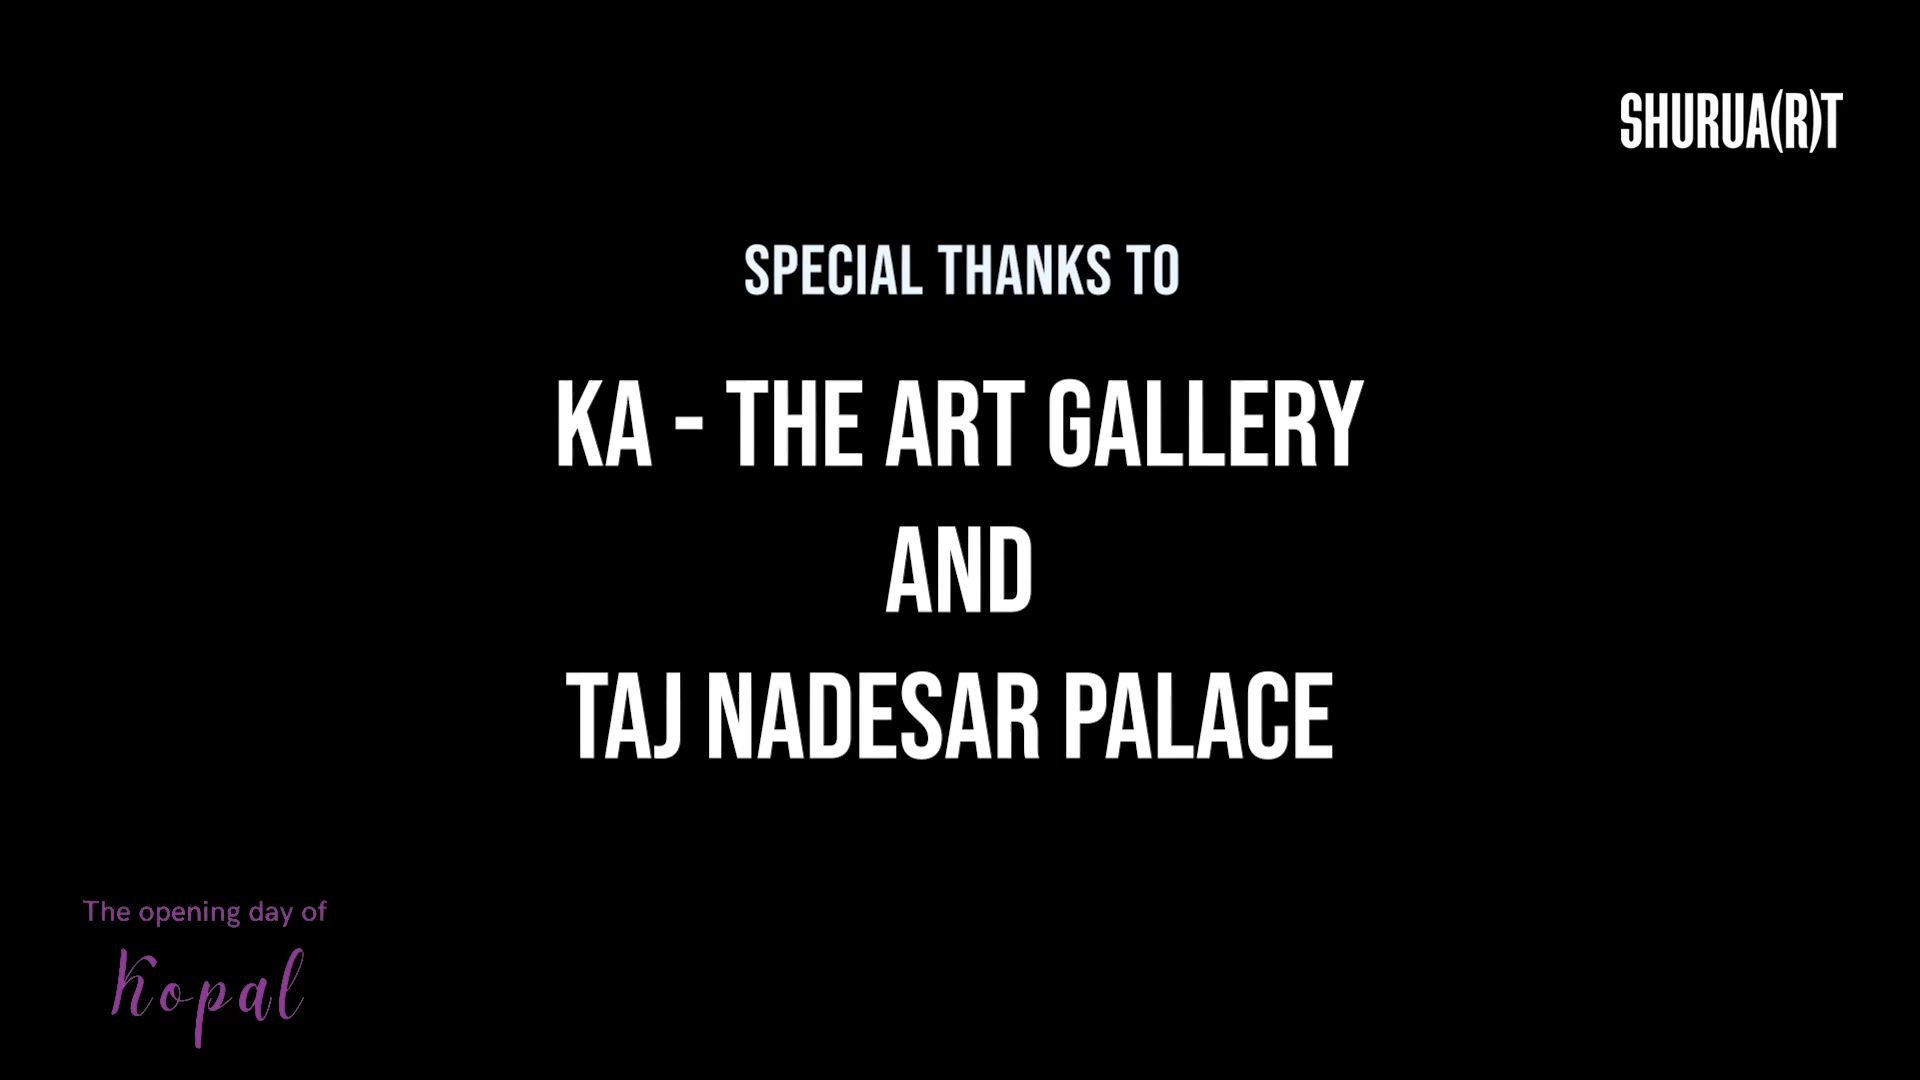 SHURUA(R)T
SPECIAL THANKS TO
KA - THE ART GALLERY
AND
TAJ NADESAR PALACE
The opening day of
Kopal